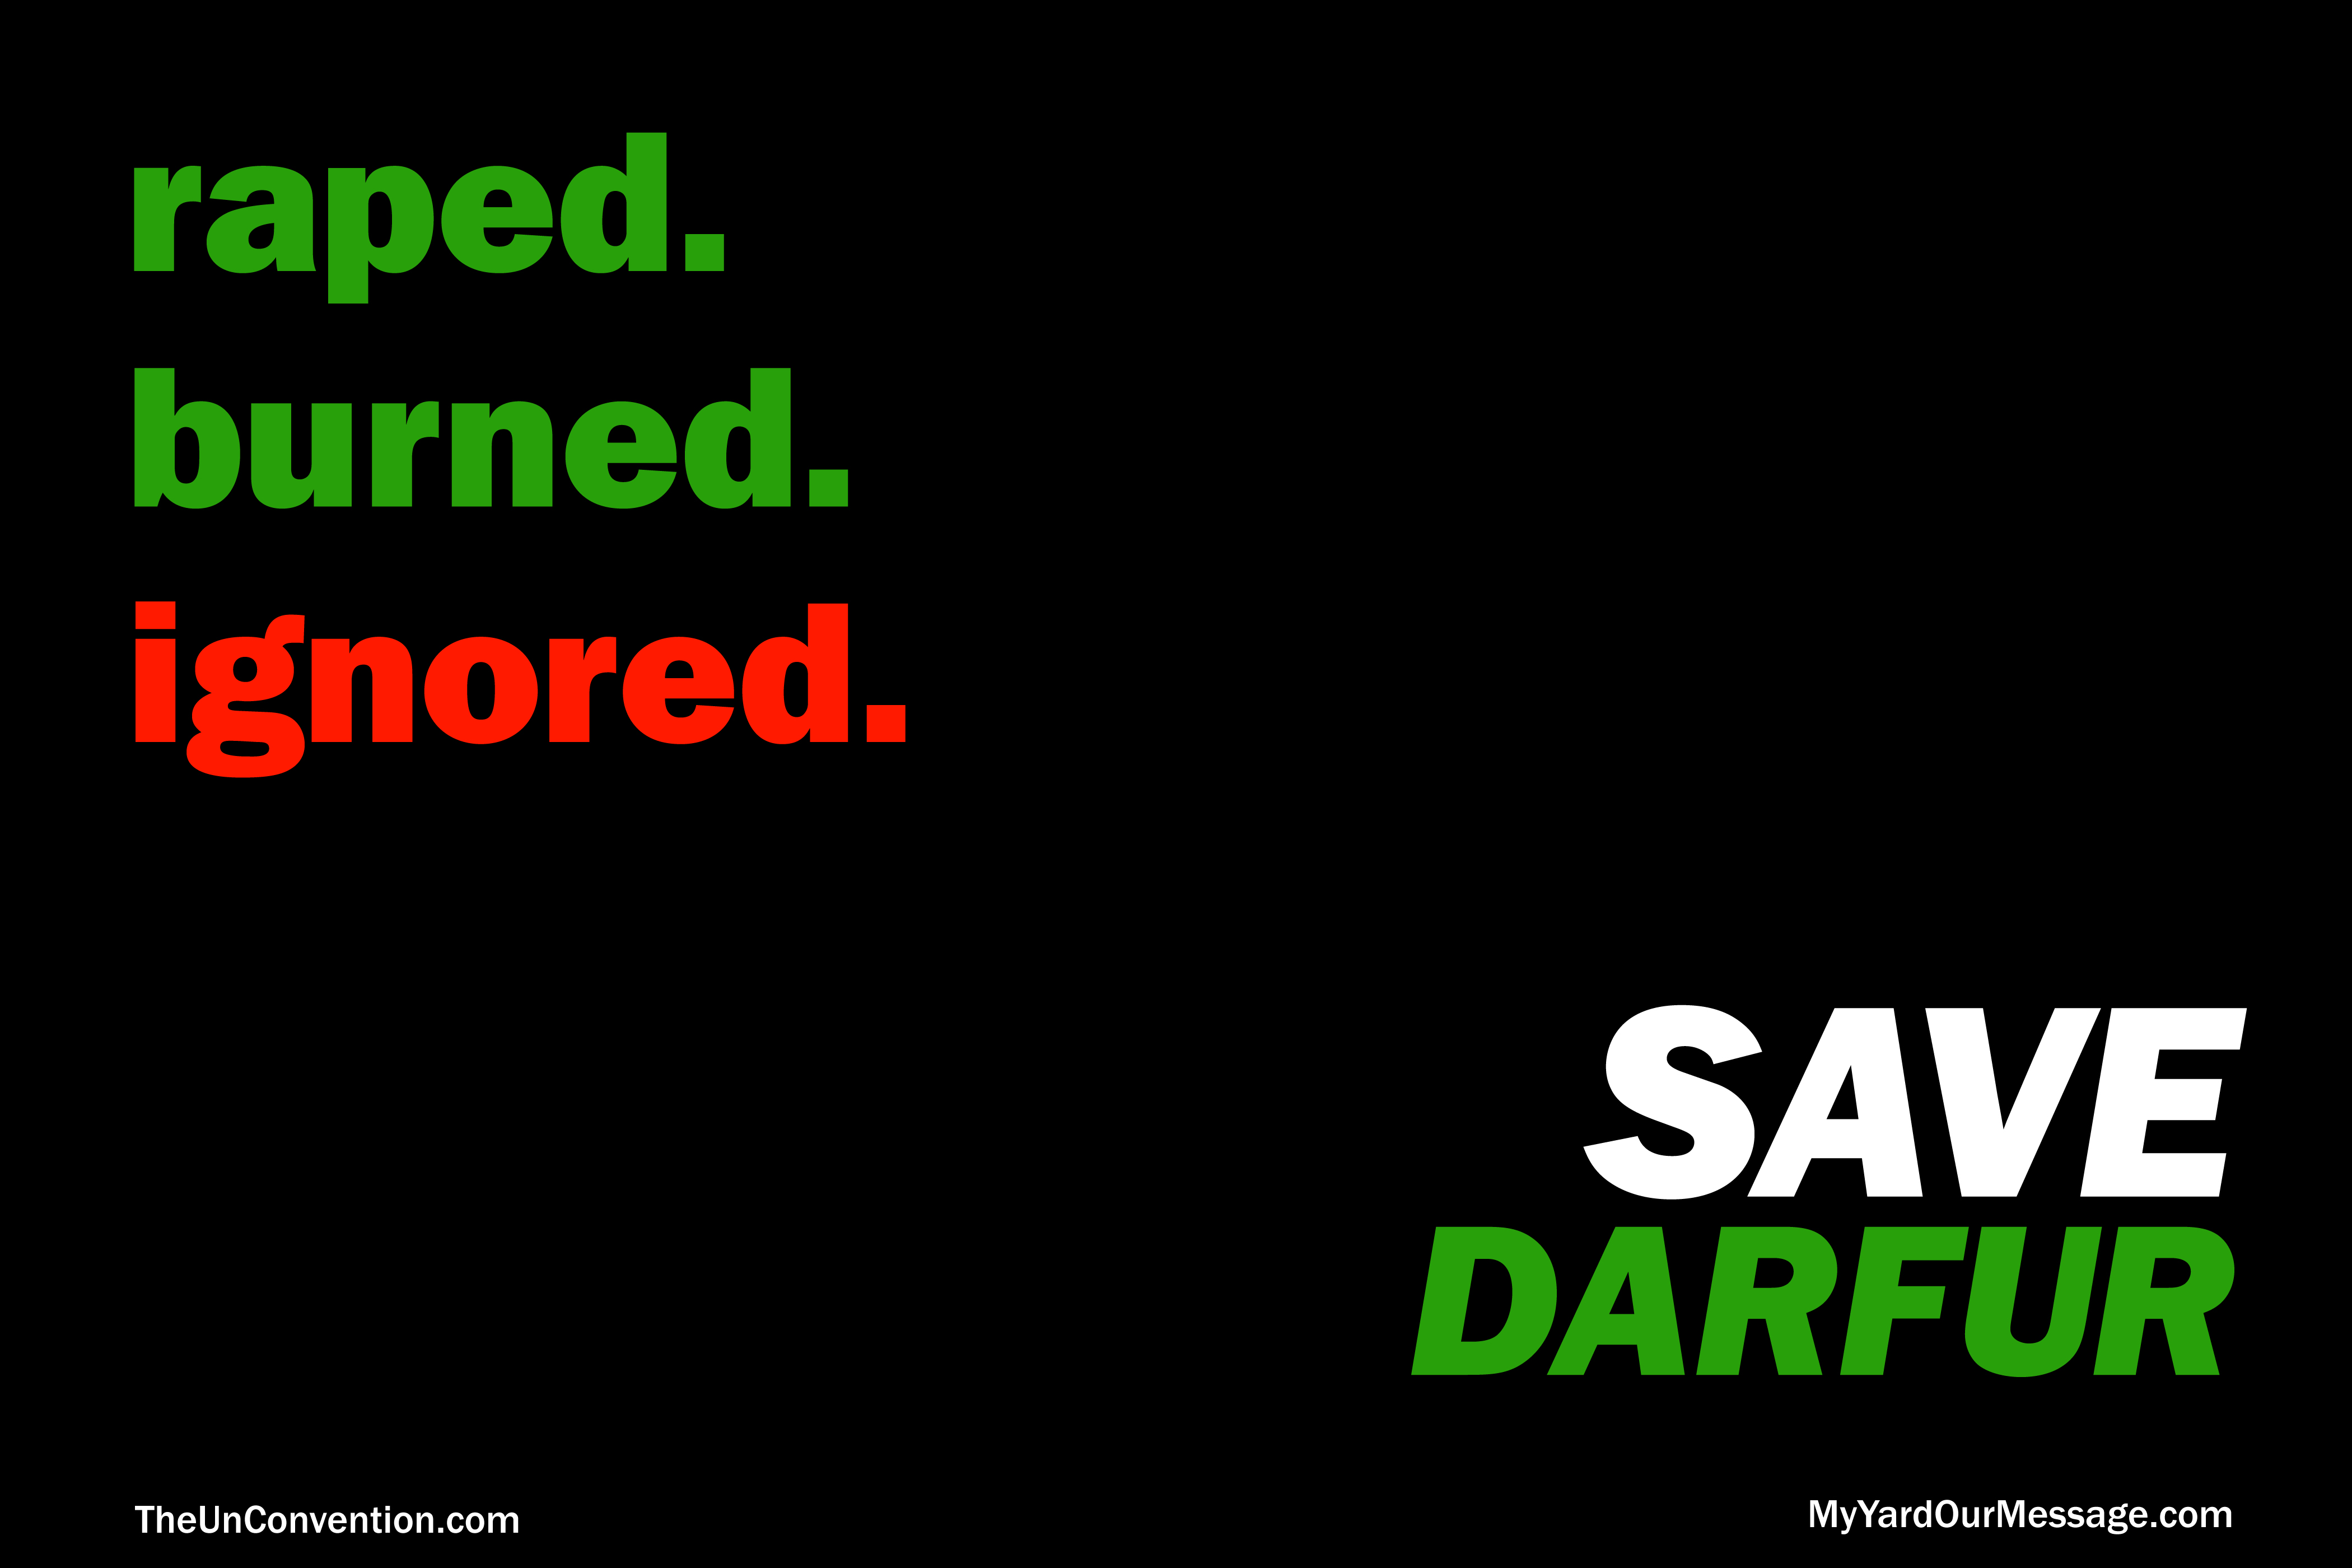 raped.
burned.
ignored.
SAVE
DARFUR
TheUnConvention.com
MyYardOurMessage.com